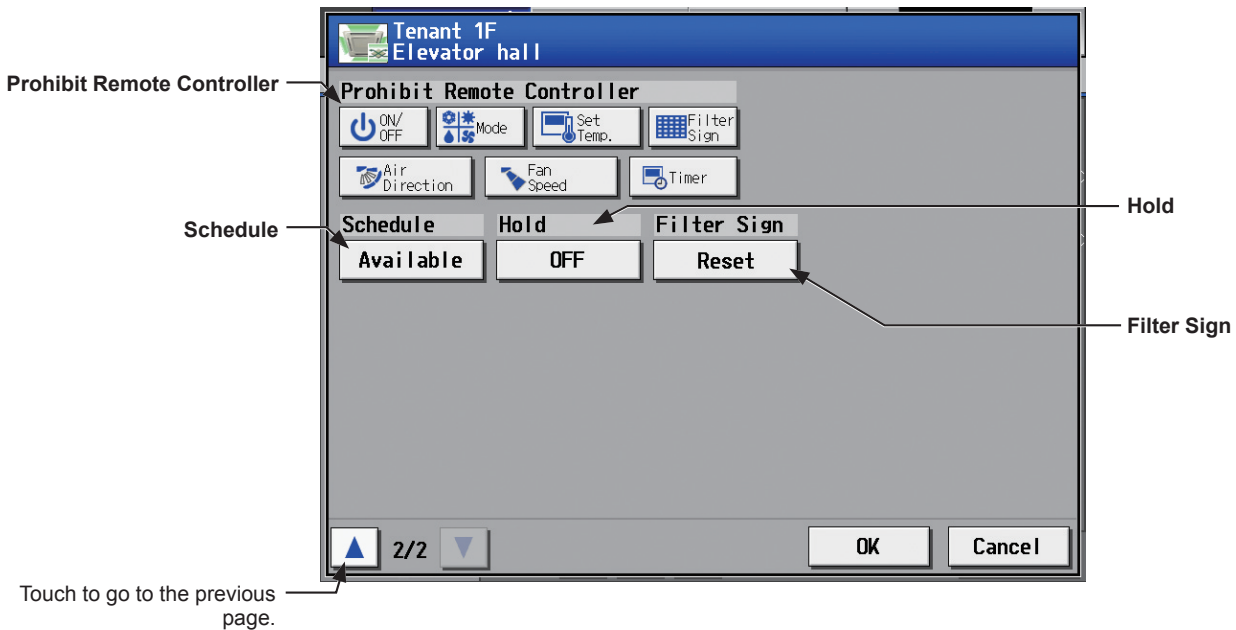 Tenant 1F
Elevator hall
Prohibit Remote Controller
Prohibit Remote Controller
ON/
OFF
Mode
Set
Temp.
Filter
Sign
Air
Direction
Fan
Speed
Timer
Hold
Schedule
Schedule
Hold
Filter Sign
Available
OFF
Reset
Filter Sign
2/2
OK
Cancel
Touch to go to the previous
page.